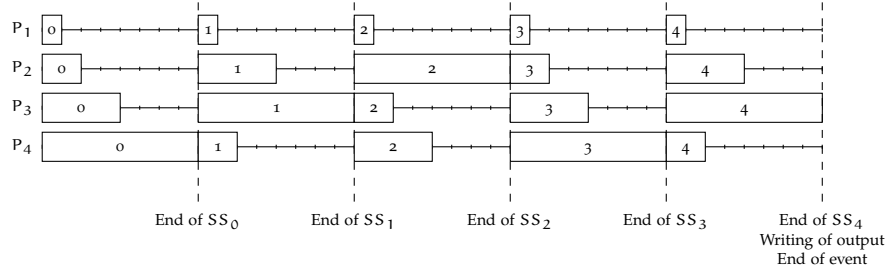 P1 0 1 2 3 4
P2 0 1 2 3 4
P3 0 1 2 3 4
P4 0 1 2 3 4
End of SS0 End of SS1 End of SS2 End of SS3 End of SS4
Writing of output
End of event